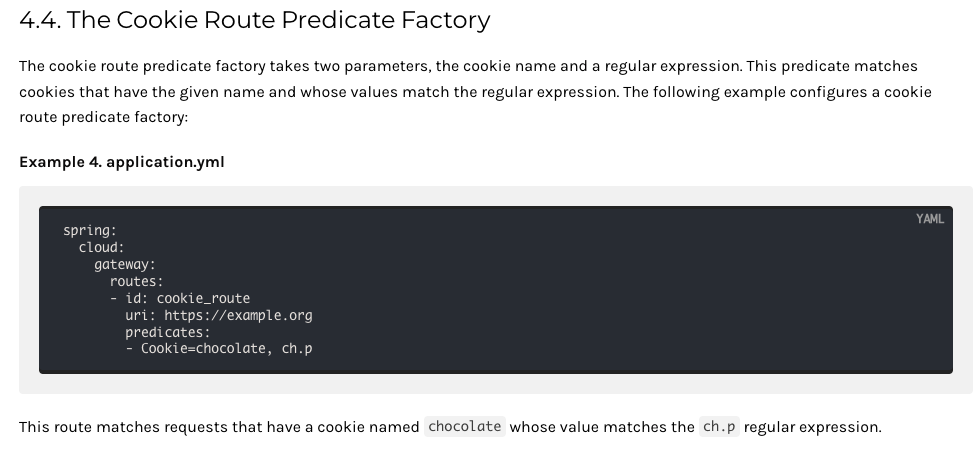 4.4. The Cookie Route Predicate Factory
The cookie route predicate factory takes two parameters, the cookie name and a regular expression. This predicate matches
cookies that have the given name and whose values match the regular expression. The following example configures a cookie
route predicate factory:
Example 4. application.yml
YAML
spring:
  cloud:
    gateway:
      routes:
      - id: cookie_route
        uri: https://example.org
        predicates:
        - Cookie=chocolate, ch.p
This route matches requests that have a cookie named chocolate whose value matches the ch.p regular expression.